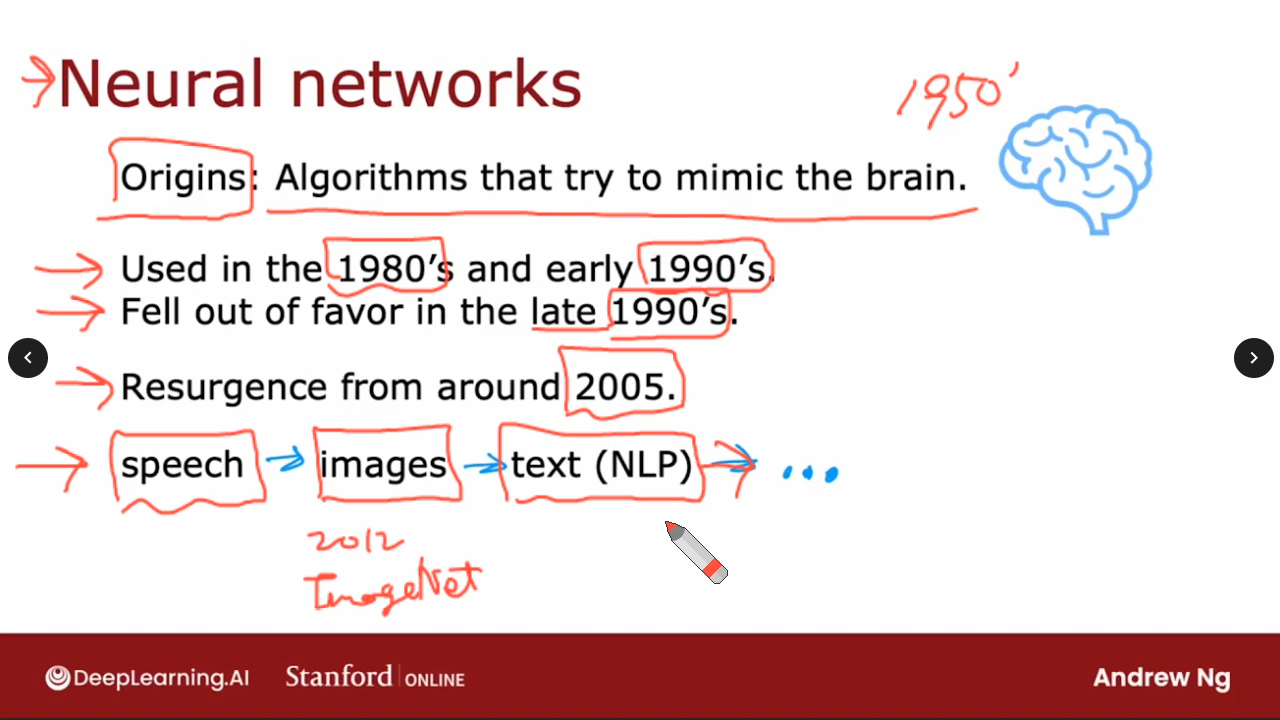 Neural networks
1950'
Origins: Algorithms that try to mimic the brain.
Used in the 1980's and early 1990's.
Fell out of favor in the late 1990's.
Resurgence from around 2005.
speech → images → text (NLP) → ...
2012
ImageNet
DeepLearning.AI Stanford | ONLINE Andrew Ng